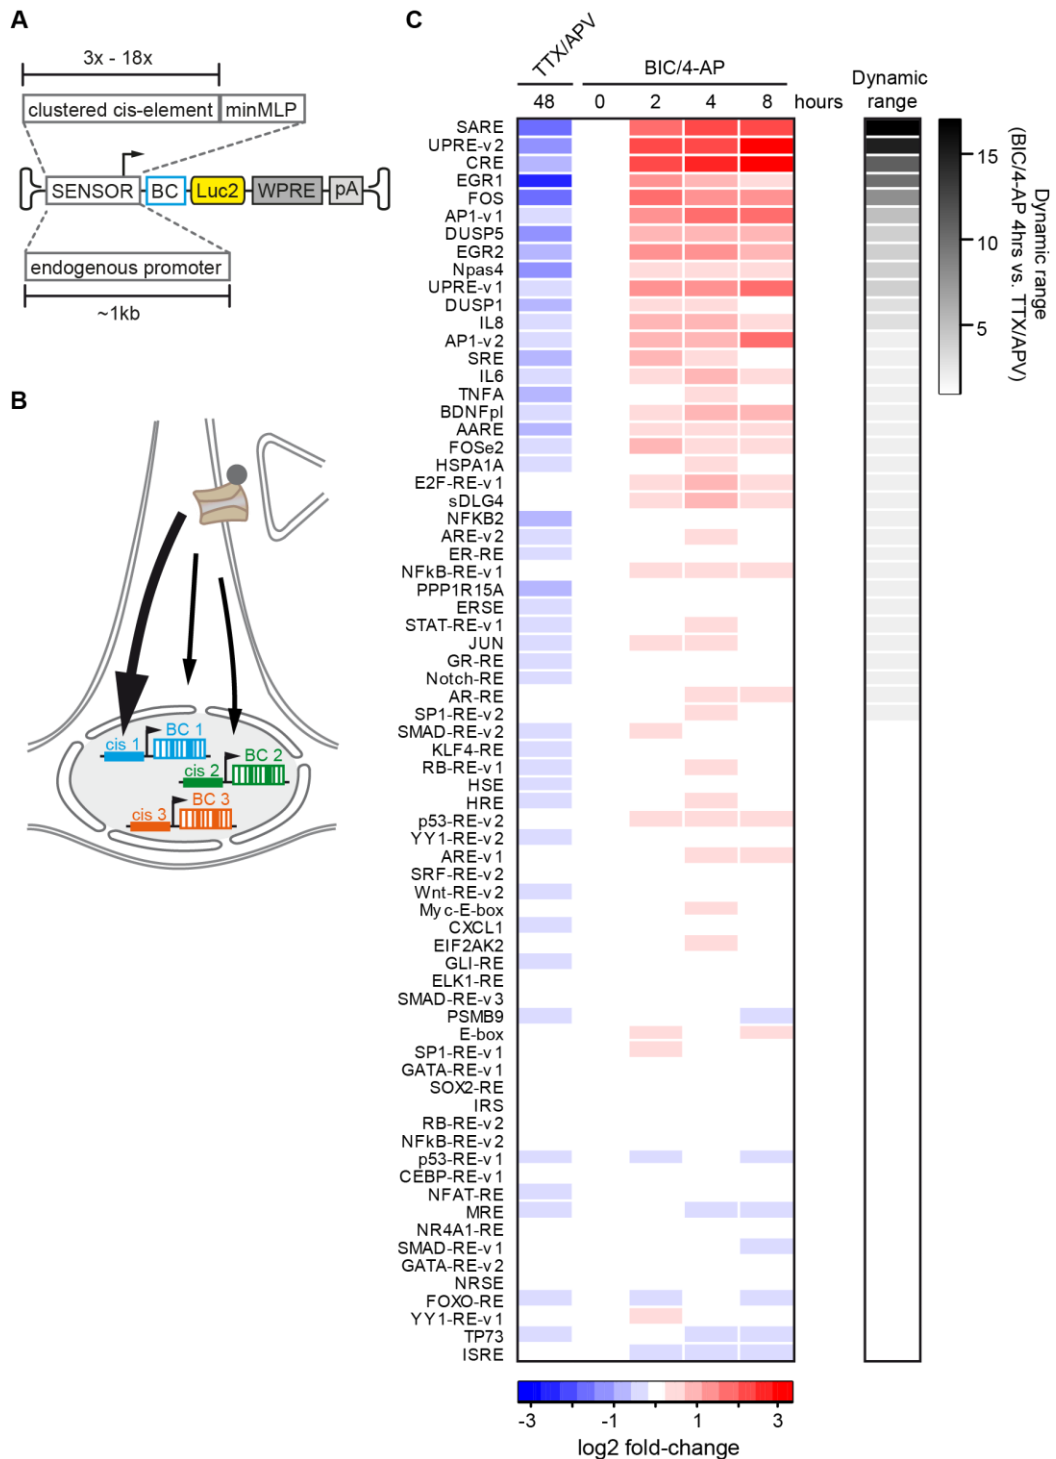 A
3x - 18x
clustered cis-element
minMLP
SENSOR
BC
Luc2
WPRE
pA
endogenous promoter
~1kb
B
cis 1
BC 1
cis 2
BC 2
cis 3
BC 3
C
TTX/APV
BIC/4-AP
48
0
2
4
8
hours
Dynamic
range
SARE
UPRE-v2
CRE
EGR1
FOS
AP1-v1
DUSP5
EGR2
Npas4
UPRE-v1
DUSP1
IL8
AP1-v2
SRE
IL6
TNFA
BDNFpI
AARE
FOSe2
HSPA1A
E2F-RE-v1
sDLG4
NFKB2
ARE-v2
ER-RE
NFkB-RE-v1
PPP1R15A
ERSE
STAT-RE-v1
JUN
GR-RE
Notch-RE
AR-RE
SP1-RE-v2
SMAD-RE-v2
KLF4-RE
RB-RE-v1
HSE
HRE
p53-RE-v2
YY1-RE-v2
ARE-v1
SRF-RE-v2
Wnt-RE-v2
Myc-E-box
CXCL1
EIF2AK2
GLI-RE
ELK1-RE
SMAD-RE-v3
PSMB9
E-box
SP1-RE-v1
GATA-RE-v1
SOX2-RE
IRS
RB-RE-v2
NFkB-RE-v2
p53-RE-v1
CEBP-RE-v1
NFAT-RE
MRE
NR4A1-RE
SMAD-RE-v1
GATA-RE-v2
NRSE
FOXO-RE
YY1-RE-v1
TP73
ISRE
15
10
5
Dynamic range
(BIC/4-AP 4hrs vs. TTX/APV)
-3
-1
1
3
log2 fold-change